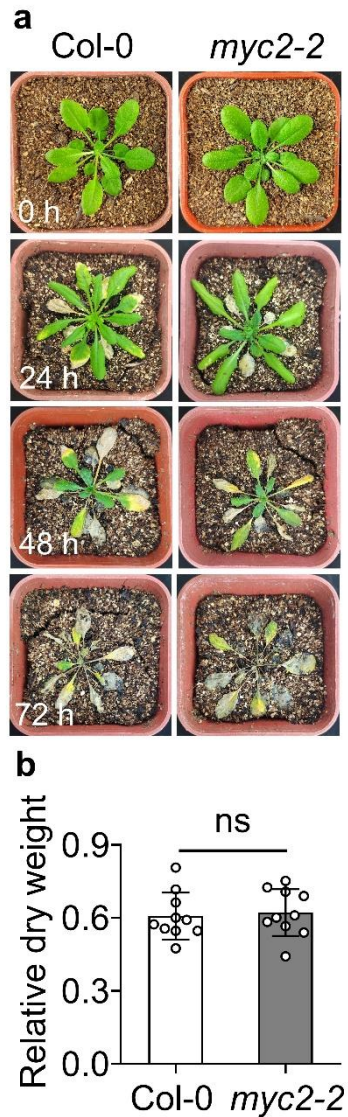 a
Col-0 myc2-2
0 h
24 h
48 h
72 h
b
Relative dry weight
ns
0.9
0.6
0.3
0.0
Col-0 myc2-2